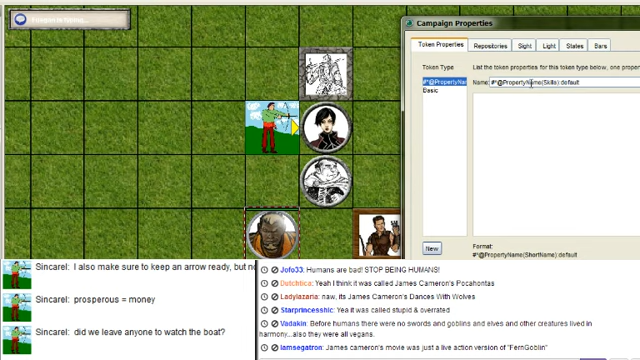 Campaign Properties
Token Properties
Repositories
Sight
Light
States
Bars
Token Type
List the token properties for this token type below, one prope
#*@PropertyNar
Name: #*@PropertyName(Skills):default
Basic
New
Format:
#*@PropertyName(ShortName):default
Sincarel: I also make sure to keep an arrow ready, but no
Sincarel: prosperous = money
Sincarel: did we leave anyone to watch the boat?
Jofo33: Humans are bad! STOP BEING HUMANS!
Dutchtica: Yeah I think it was called James Cameron's Pocahontas
Ladylazaria: naw, its James Cameron's Dances With Wolves
Starprincesshic: Yea it was called stupid & overrated
Vadakin: Before humans there were no swords and goblins and elves and other creatures lived in
harmony...also they were all vegans.
Iamsegatron: James cameron's movie was just a live action version of "FernGoblin"